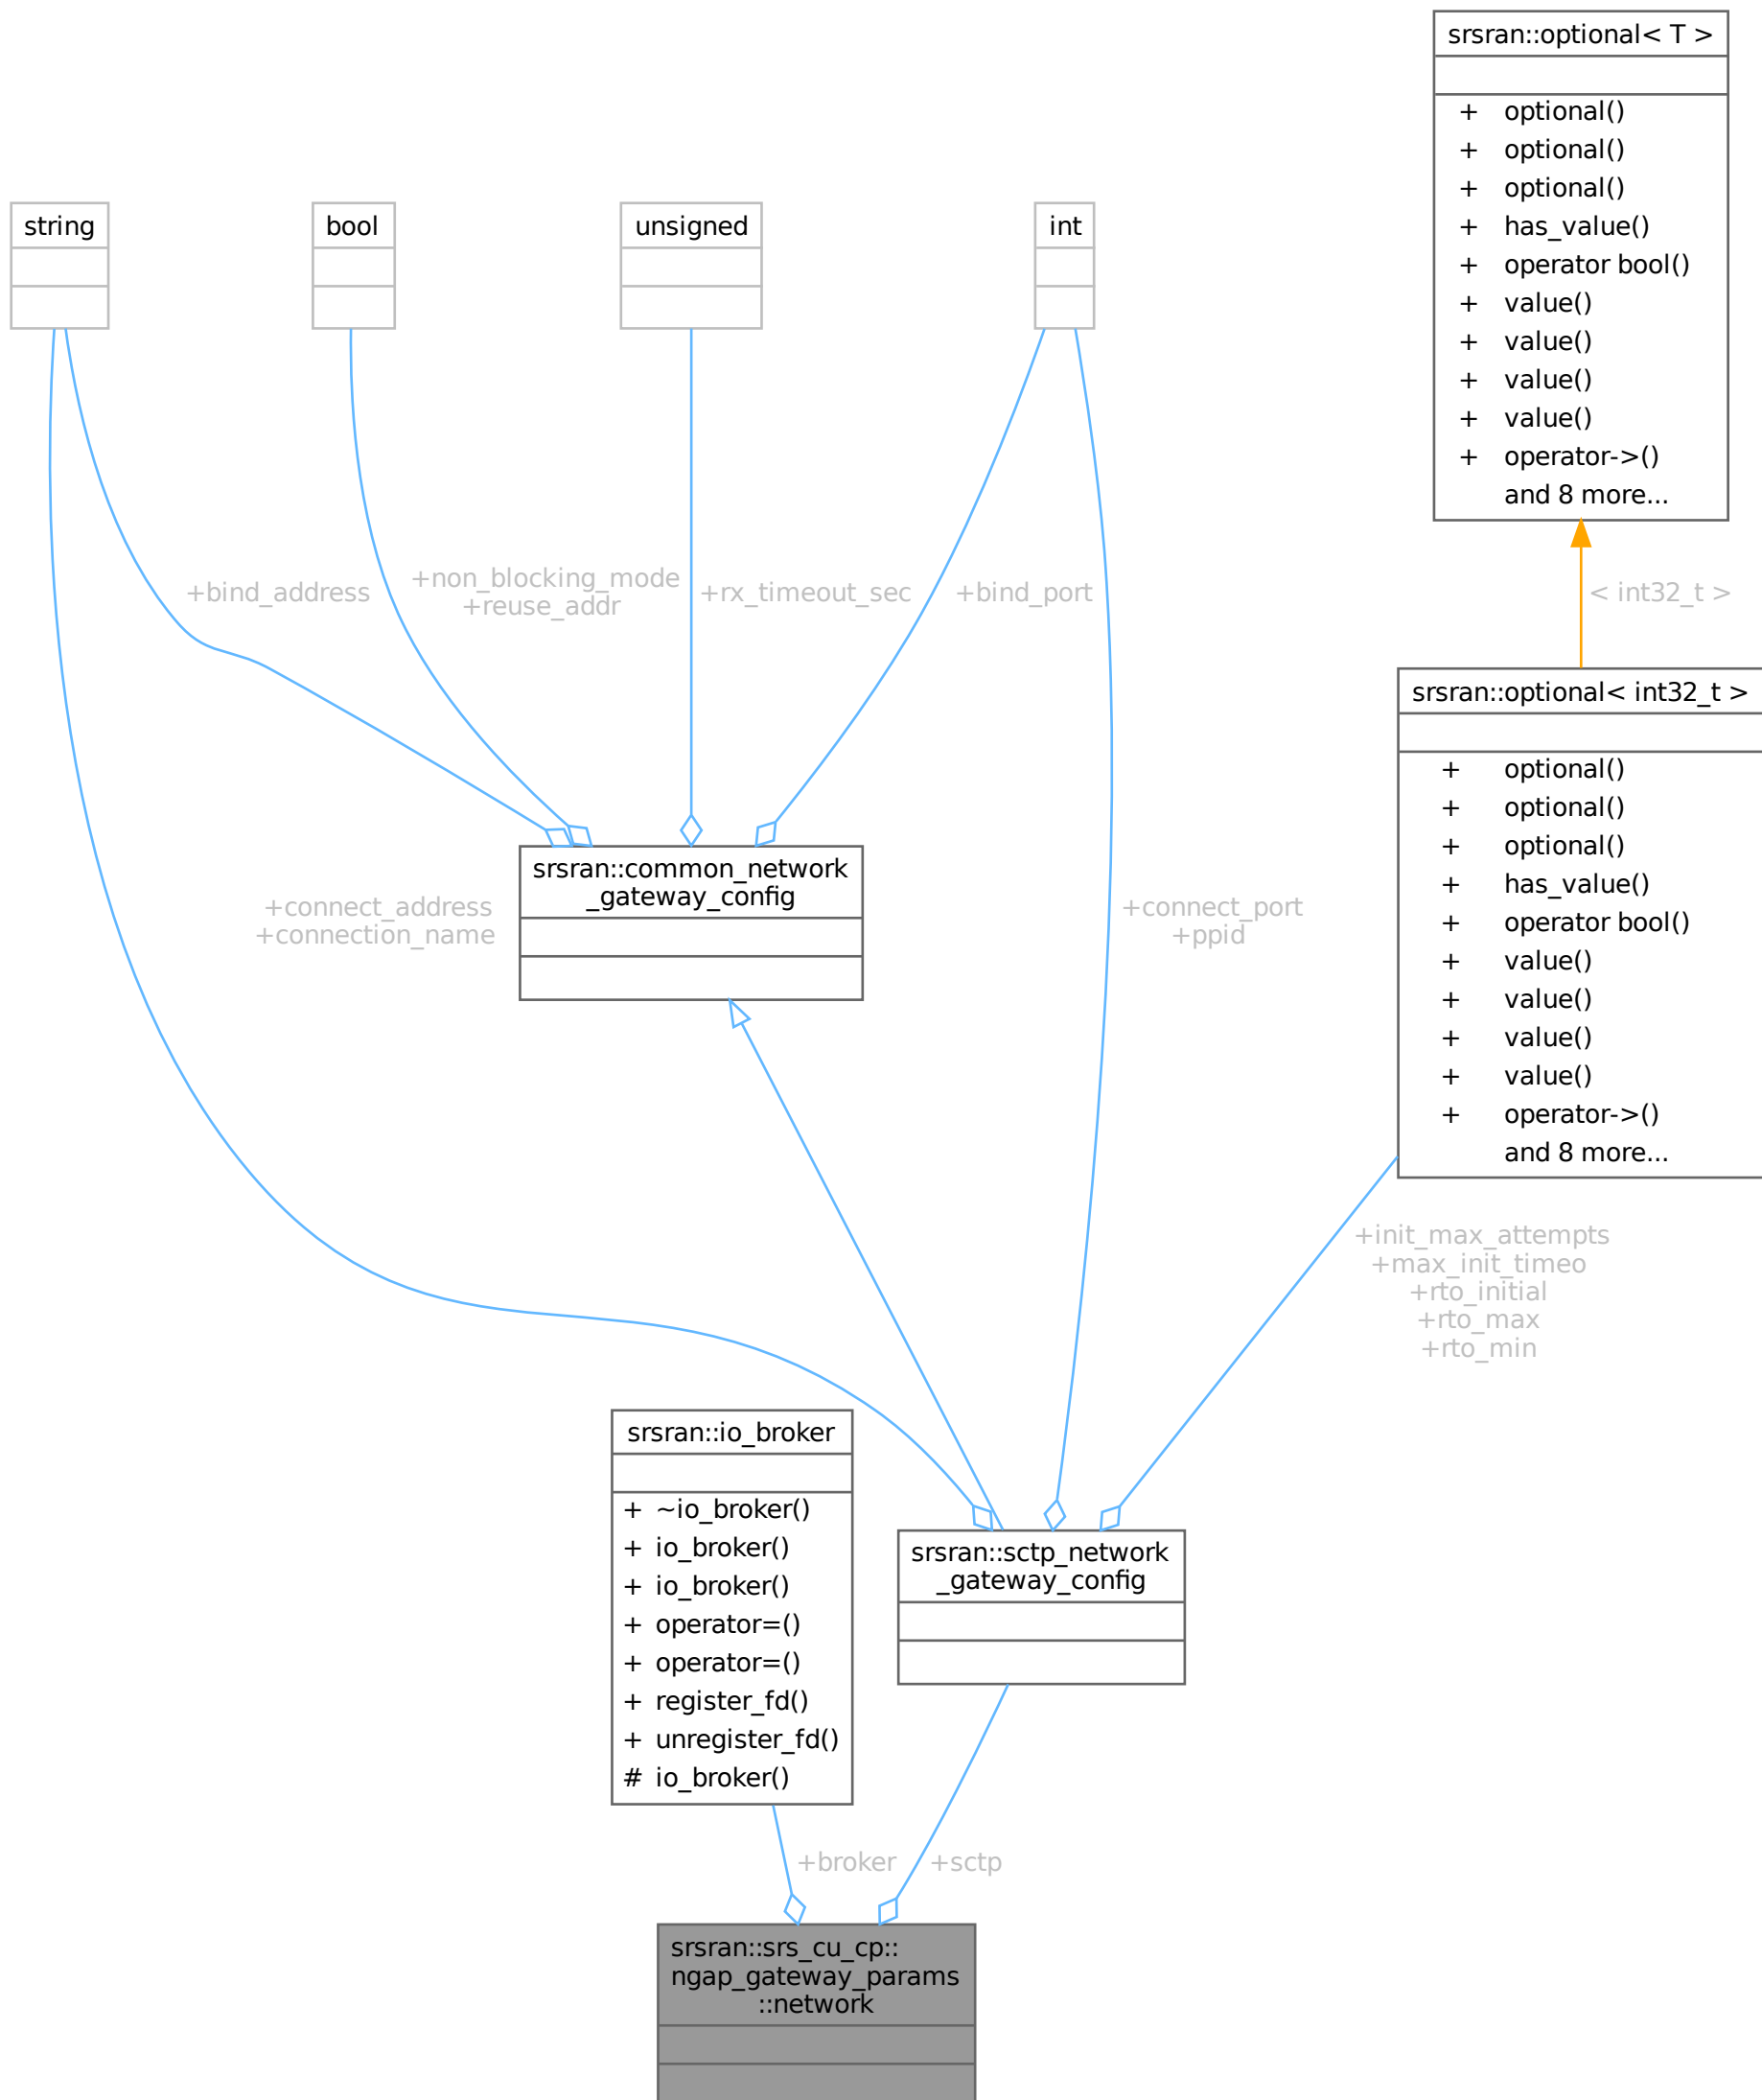 srsran::optional< T >
+ optional()
+ optional()
+ optional()
+ has_value()
+ operator bool()
+ value()
+ value()
+ value()
+ value()
+ operator->()
and 8 more...
string
bool
unsigned
int
+bind_address
+non_blocking_mode
+reuse_addr
+rx_timeout_sec
+bind_port
< int32_t >
srsran::optional< int32_t >
+ optional()
+ optional()
+ optional()
+ has_value()
+ operator bool()
+ value()
+ value()
+ value()
+ value()
+ operator->()
and 8 more...
srsran::common_network
_gateway_config
+connect_address
+connection_name
+connect_port
+ppid
+init_max_attempts
+max_init_timeo
+rto_initial
+rto_max
+rto_min
srsran::io_broker
+ ~io_broker()
+ io_broker()
+ io_broker()
+ operator=()
+ operator=()
+ register_fd()
+ unregister_fd()
# io_broker()
srsran::sctp_network
_gateway_config
+broker
+sctp
srsran::srs_cu_cp::
ngap_gateway_params
::network